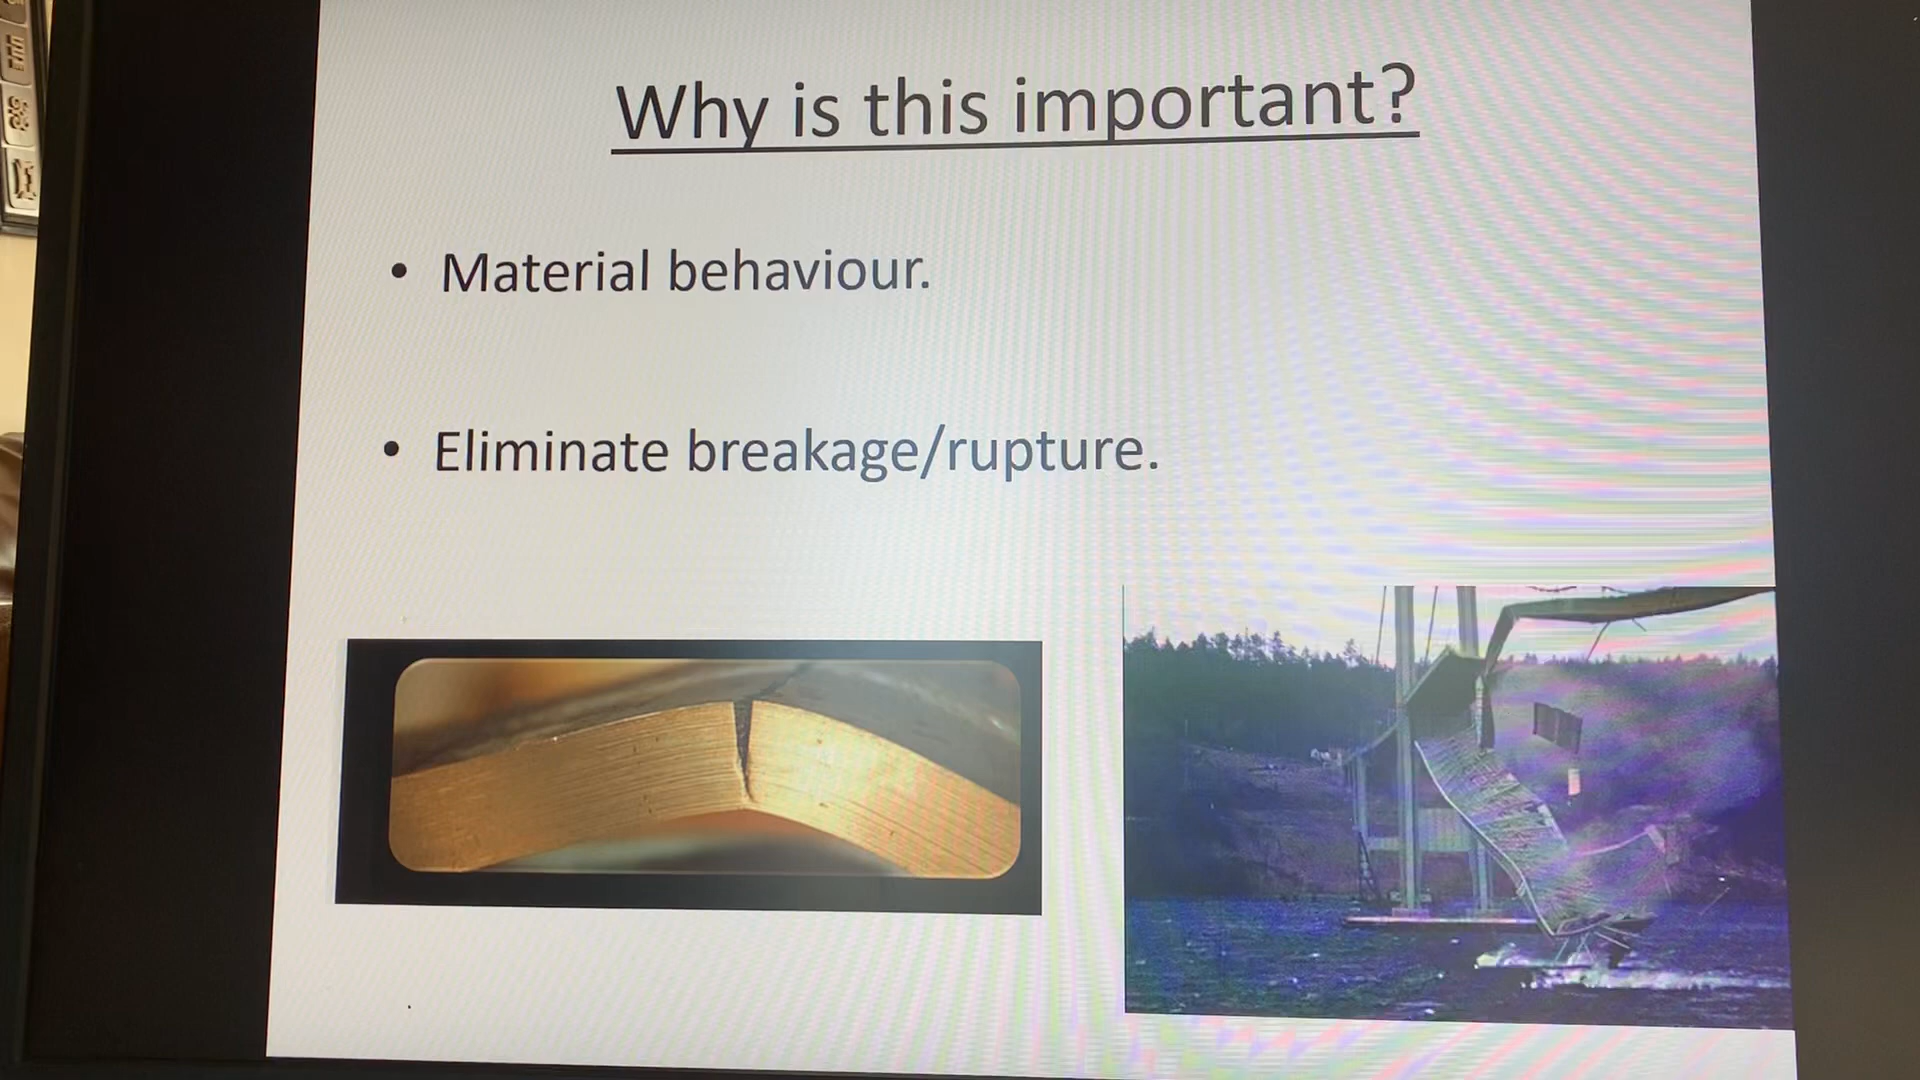 Why is this important?
• Material behaviour.
• Eliminate breakage/rupture.